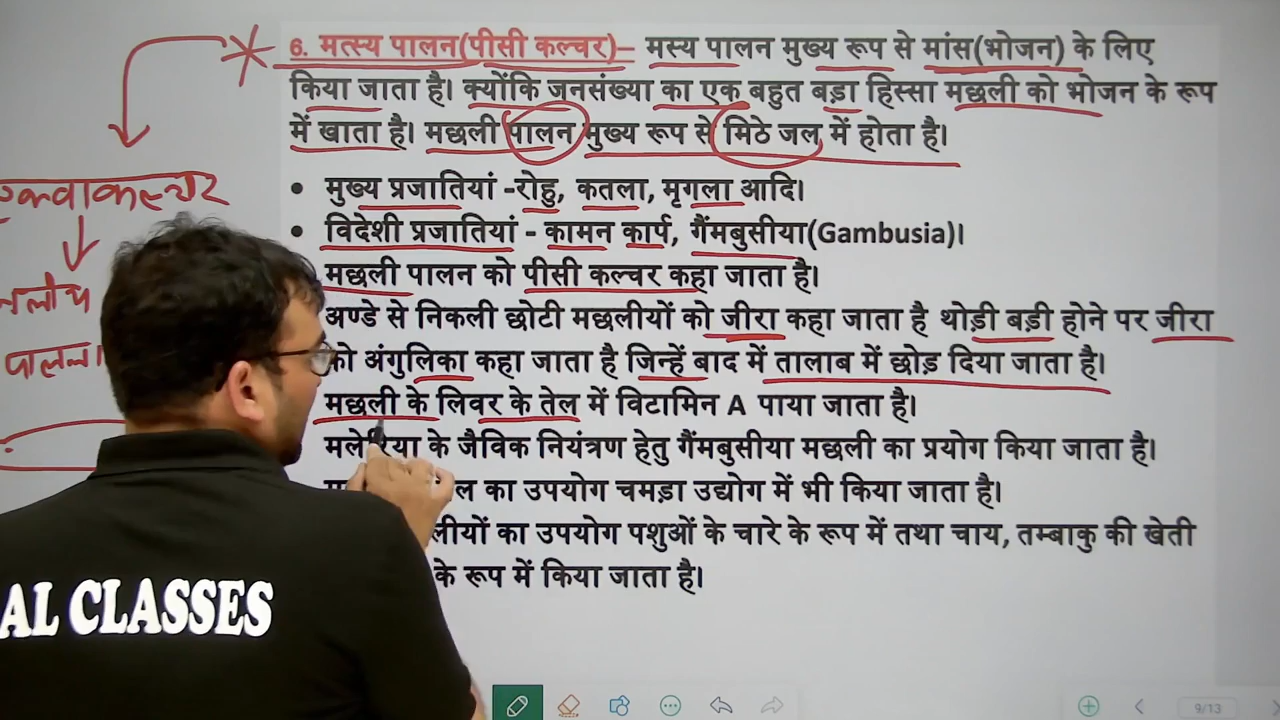 6. मत्स्य पालन(पीसी कल्चर)– मस्य पालन मुख्य रूप से मांस(भोजन) के लिए
किया जाता है। क्योंकि जनसंख्या का एक बहुत बड़ा हिस्सा मछली को भोजन के रूप
में खाता है। मछली पालन मुख्य रूप से मिठे जल में होता है।
• मुख्य प्रजातियां -रोहु, कतला, मृगला आदि।
• विदेशी प्रजातियां - कामन कार्प, गैंमबुसीया(Gambusia)।
मछली पालन को पीसी कल्चर कहा जाता है।
अण्डे से निकली छोटी मछलीयों को जीरा कहा जाता है थोड़ी बड़ी होने पर जीरा
को अंगुलिका कहा जाता है जिन्हें बाद में तालाब में छोड़ दिया जाता है।
मछली के लिवर के तेल में विटामिन A पाया जाता है।
मलेरिया के जैविक नियंत्रण हेतु गैंमबुसीया मछली का प्रयोग किया जाता है।
का उपयोग चमड़ा उद्योग में भी किया जाता है।
का उपयोग पशुओं के चारे के रूप में तथा चाय, तम्बाकु की खेती
के रूप में किया जाता है।
AL CLASSES
9/13